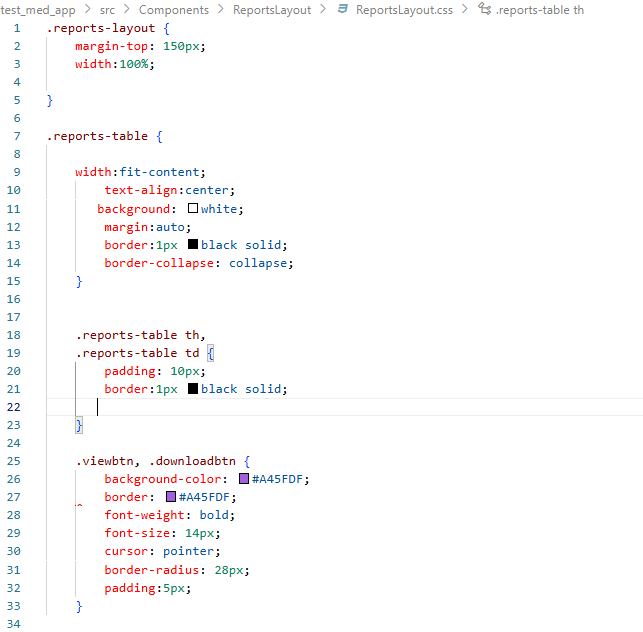 test_med_app > src > Components > ReportsLayout > ReportsLayout.css > .reports-table th
1 .reports-layout {
2 margin-top: 150px;
3 width:100%;
4
5 }
6
7 .reports-table {
8
9 width:fit-content;
10 text-align:center;
11 background: white;
12 margin:auto;
13 border:1px black solid;
14 border-collapse: collapse;
15 }
16
17
18 .reports-table th,
19 .reports-table td {
20 padding: 10px;
21 border:1px black solid;
22
23 }
24
25 .viewbtn, .downloadbtn {
26 background-color: #A45FDF;
27 border: #A45FDF;
28 font-weight: bold;
29 font-size: 14px;
30 cursor: pointer;
31 border-radius: 28px;
32 padding:5px;
33 }
34